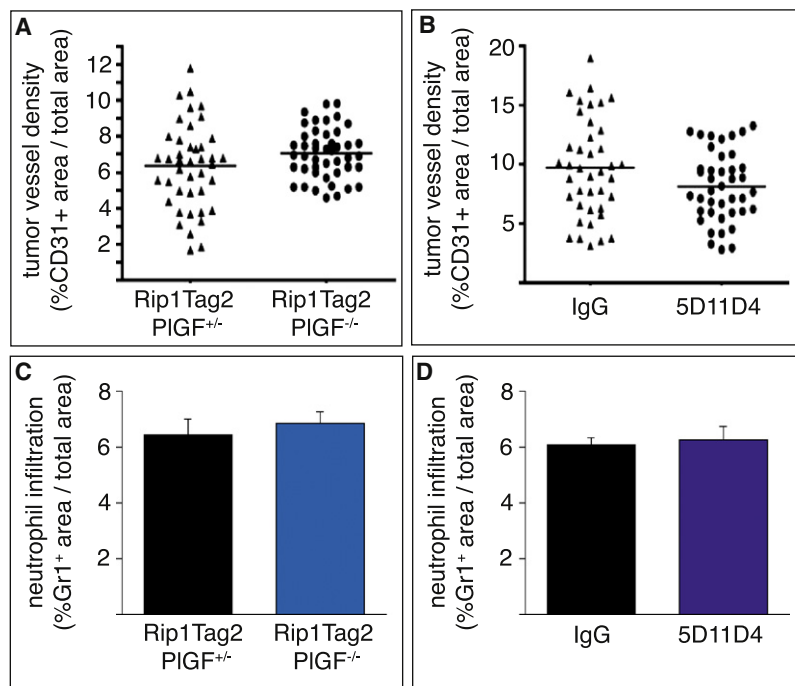 A
tumor vessel density
(%CD31+ area / total area)
12
10
8
6
4
2
Rip1Tag2
PlGF+/-
Rip1Tag2
PlGF-/-
B
tumor vessel density
(%CD31+ area / total area)
20
15
10
5
IgG
5D11D4
C
neutrophil infiltration
(%Gr1+ area / total area)
8
6
4
2
Rip1Tag2
PlGF+/-
Rip1Tag2
PlGF-/-
D
neutrophil infiltration
(%Gr1+ area / total area)
8
6
4
2
IgG
5D11D4